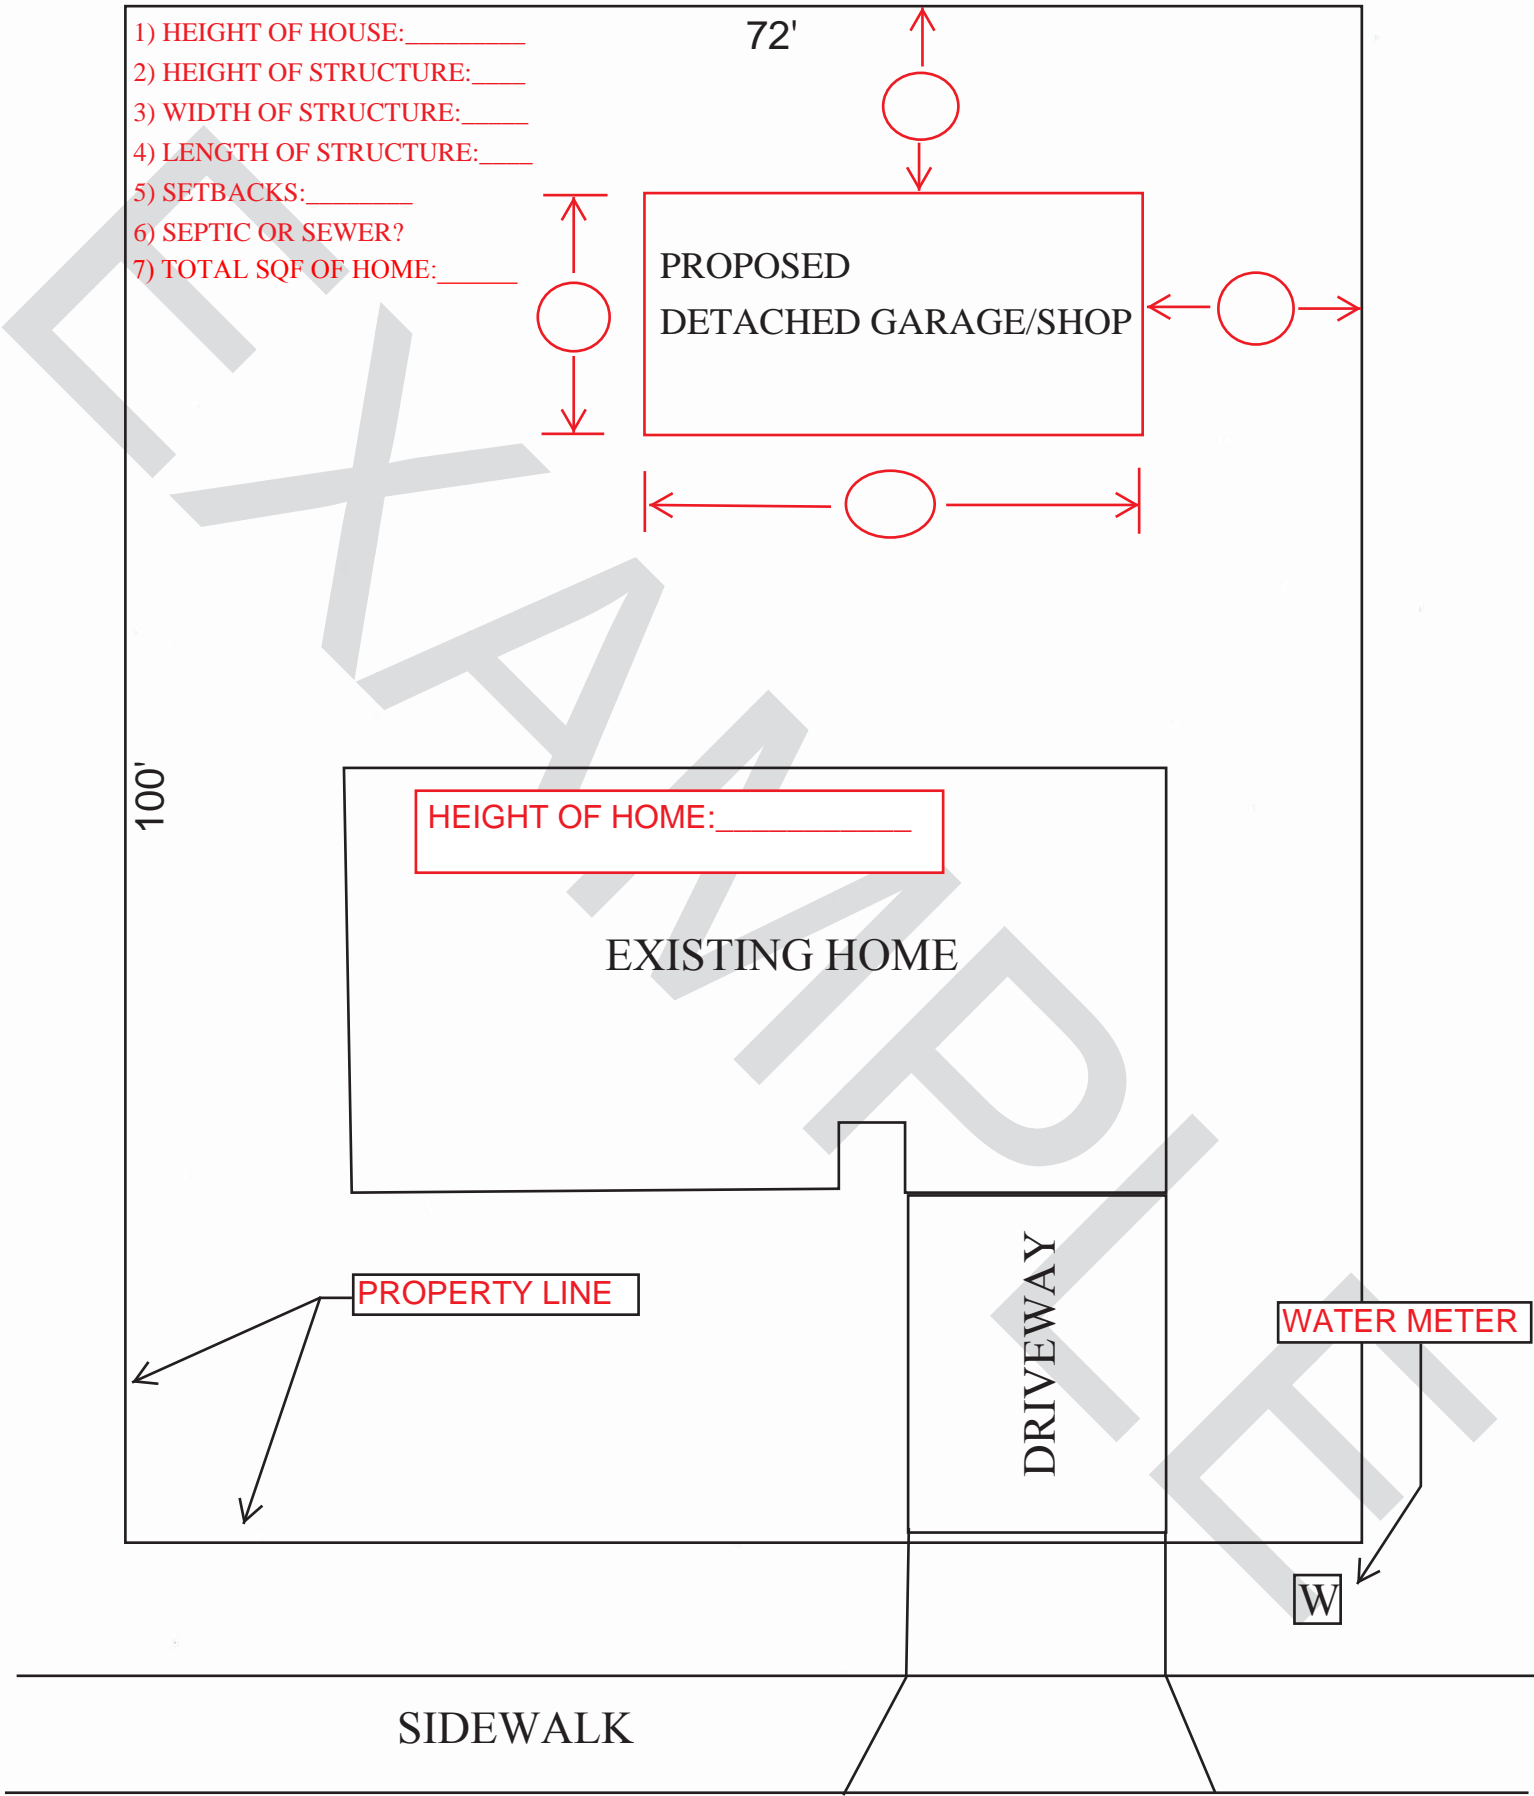 1) HEIGHT OF HOUSE:_________
72'
2) HEIGHT OF STRUCTURE:____
3) WIDTH OF STRUCTURE:_____
4) LENGTH OF STRUCTURE:____
5) SETBACKS:________
6) SEPTIC OR SEWER?
7) TOTAL SQF OF HOME:______
PROPOSED
DETACHED GARAGE/SHOP
100'
HEIGHT OF HOME:___________
EXISTING HOME
PROPERTY LINE
DRIVEWAY
WATER METER
W
SIDEWALK
EXAMPLE